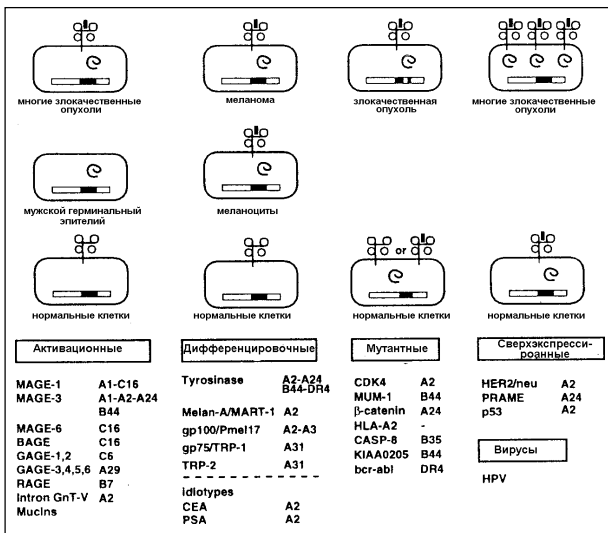 многие злокачественные
опухоли
меланома
злокачественная
опухоль
многие злокачественные
опухоли
мужской герминальный
эпителий
меланоциты
or
нормальные клетки
нормальные клетки
нормальные клетки
нормальные клетки
Активационные
MAGE-1 A1-C16
MAGE-3 A1-A2-A24
B44
MAGE-6 C16
BAGE C16
GAGE-1,2 C6
GAGE-3,4,5,6 A29
RAGE B7
Intron GnT-V A2
Mucins
Дифференцировочные
Tyrosinase A2-A24
B44-DR4
Melan-A/MART-1 A2
gp100/Pmel17 A2-A3
gp75/TRP-1 A31
TRP-2 A31
idiotypes
CEA A2
PSA A2
Мутантные
CDK4 A2
MUM-1 B44
β-catenin A24
HLA-A2 -
CASP-8 B35
KIAA0205 B44
bcr-abl DR4
Сверхэкспресси-
роанные
HER2/neu A2
PRAME A24
p53 A2
Вирусы
HPV